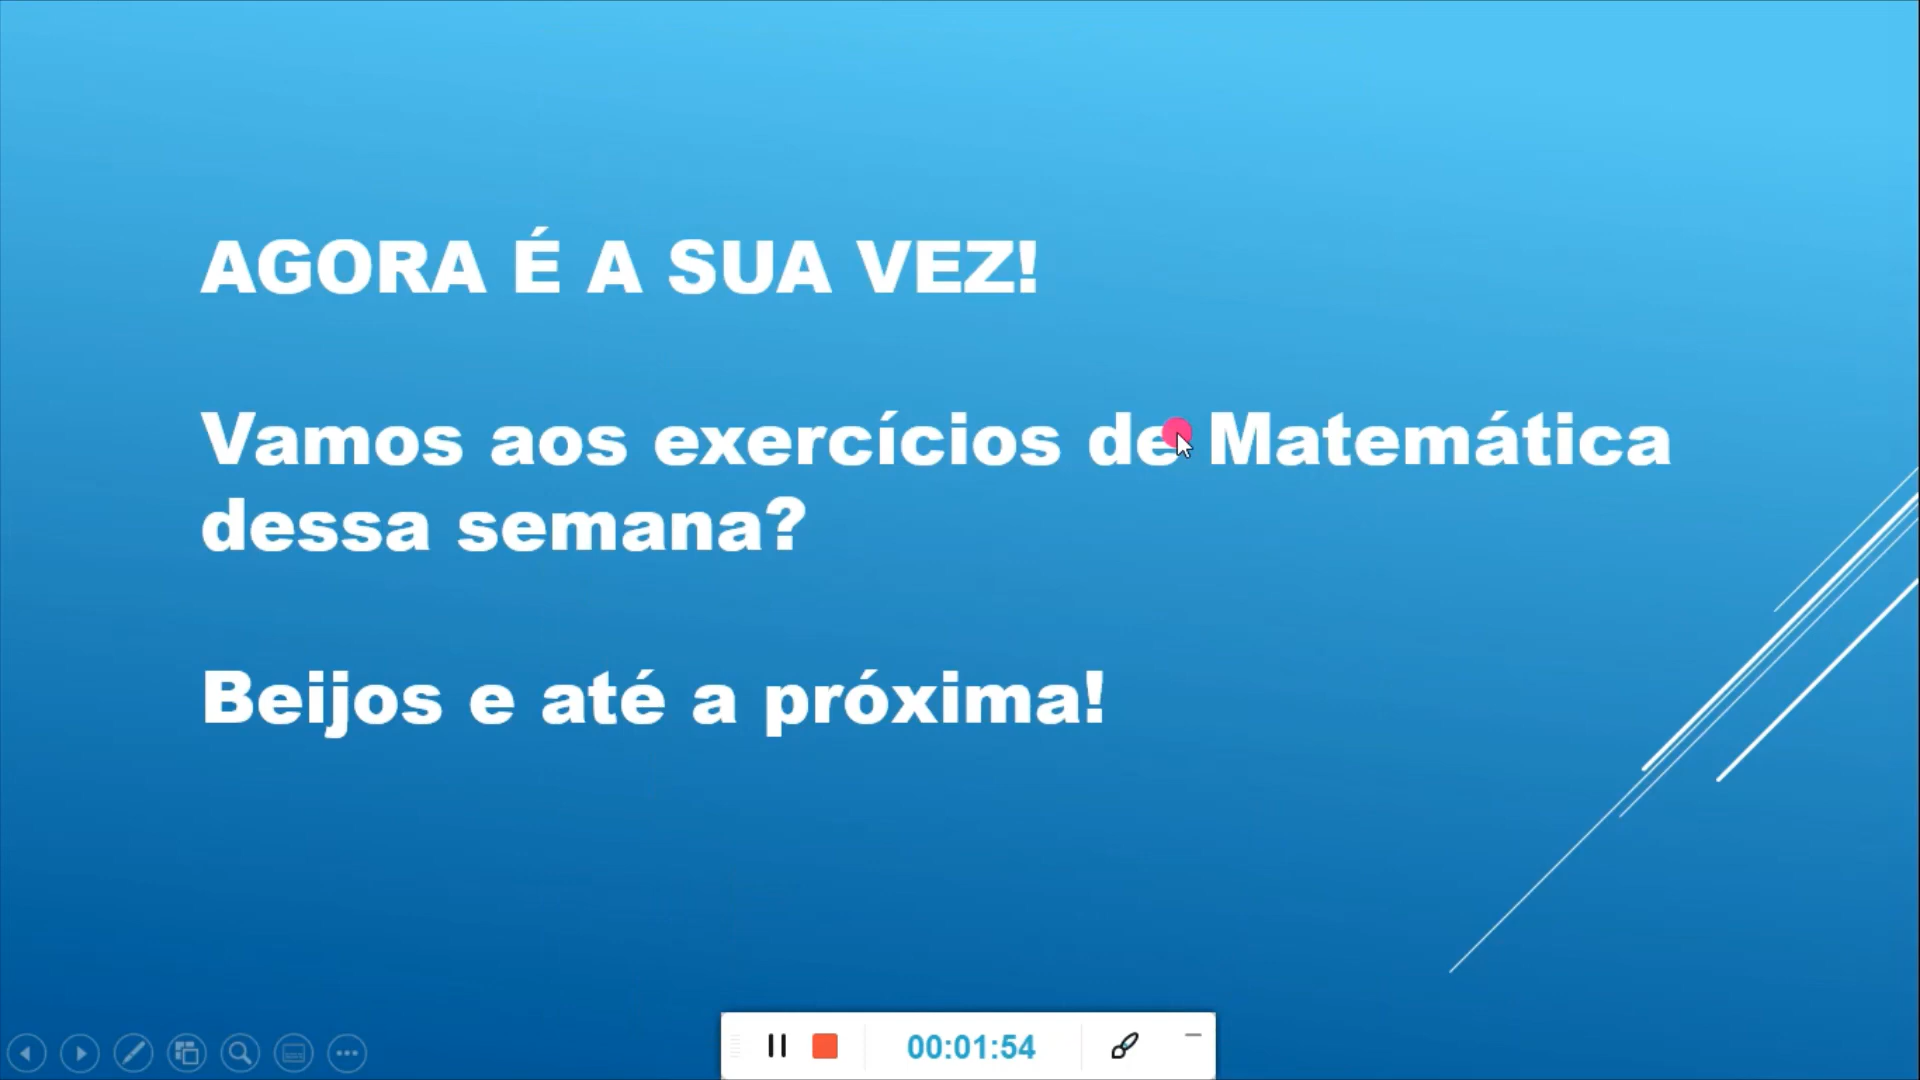 AGORA É A SUA VEZ!
Vamos aos exercícios de Matemática
dessa semana?
Beijos e até a próxima!
00:01:54